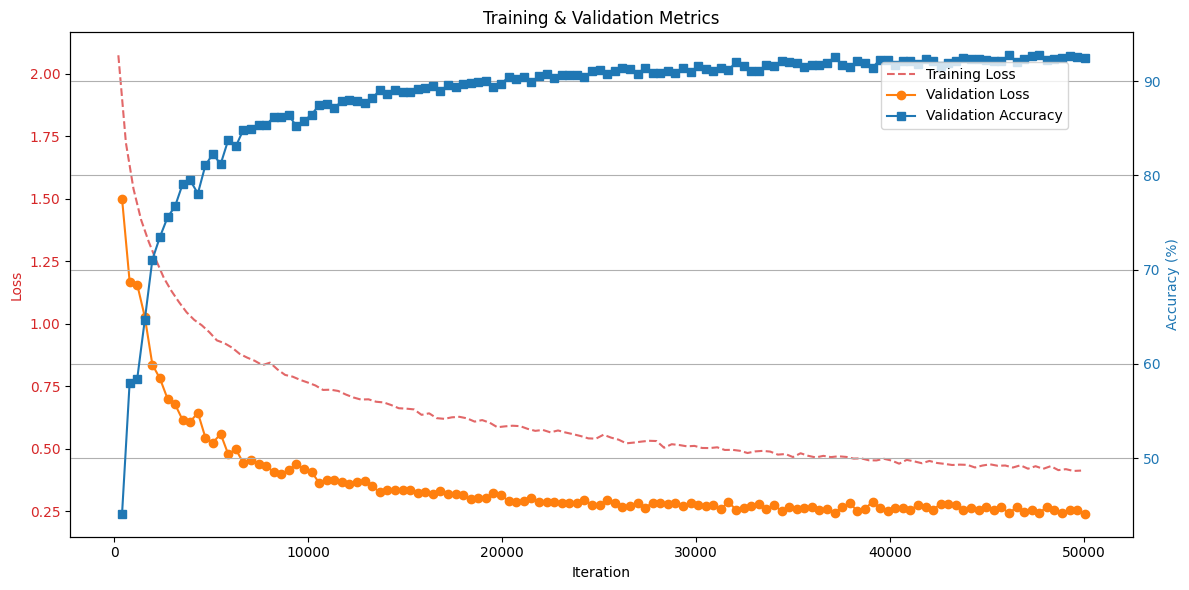 Training & Validation Metrics
2.00
1.75
1.50
1.25
1.00
0.75
0.50
0.25
Loss
90
80
70
60
50
Accuracy (%)
Training Loss
Validation Loss
Validation Accuracy
0
10000
20000
30000
40000
50000
Iteration